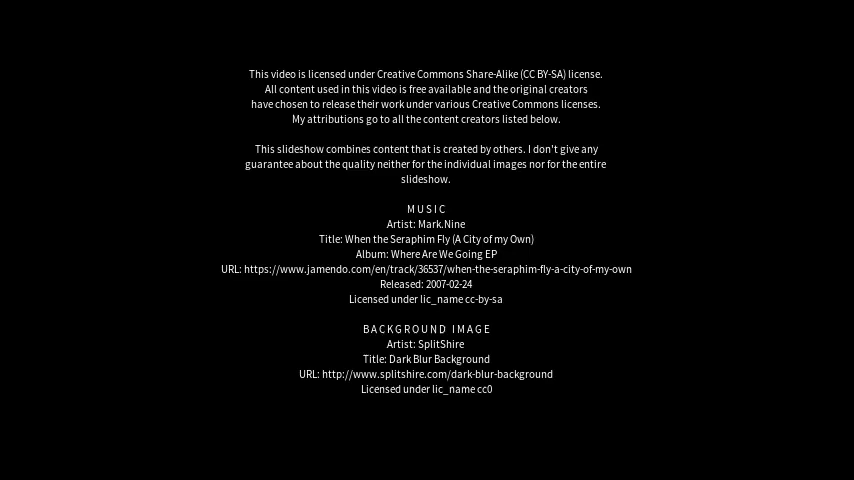 This video is licensed under Creative Commons Share-Alike (CC BY-SA) license.
All content used in this video is free available and the original creators
have chosen to release their work under various Creative Commons licenses.
My attributions go to all the content creators listed below.
This slideshow combines content that is created by others. I don't give any
guarantee about the quality neither for the individual images nor for the entire
slideshow.
MUSIC
Artist: Mark.Nine
Title: When the Seraphim Fly (A City of my Own)
Album: Where Are We Going EP
URL: https://www.jamendo.com/en/track/36537/when-the-seraphim-fly-a-city-of-my-own
Released: 2007-02-24
Licensed under lic_name cc-by-sa
BACKGROUND IMAGE
Artist: SplitShire
Title: Dark Blur Background
URL: http://www.splitshire.com/dark-blur-background
Licensed under lic_name cc0